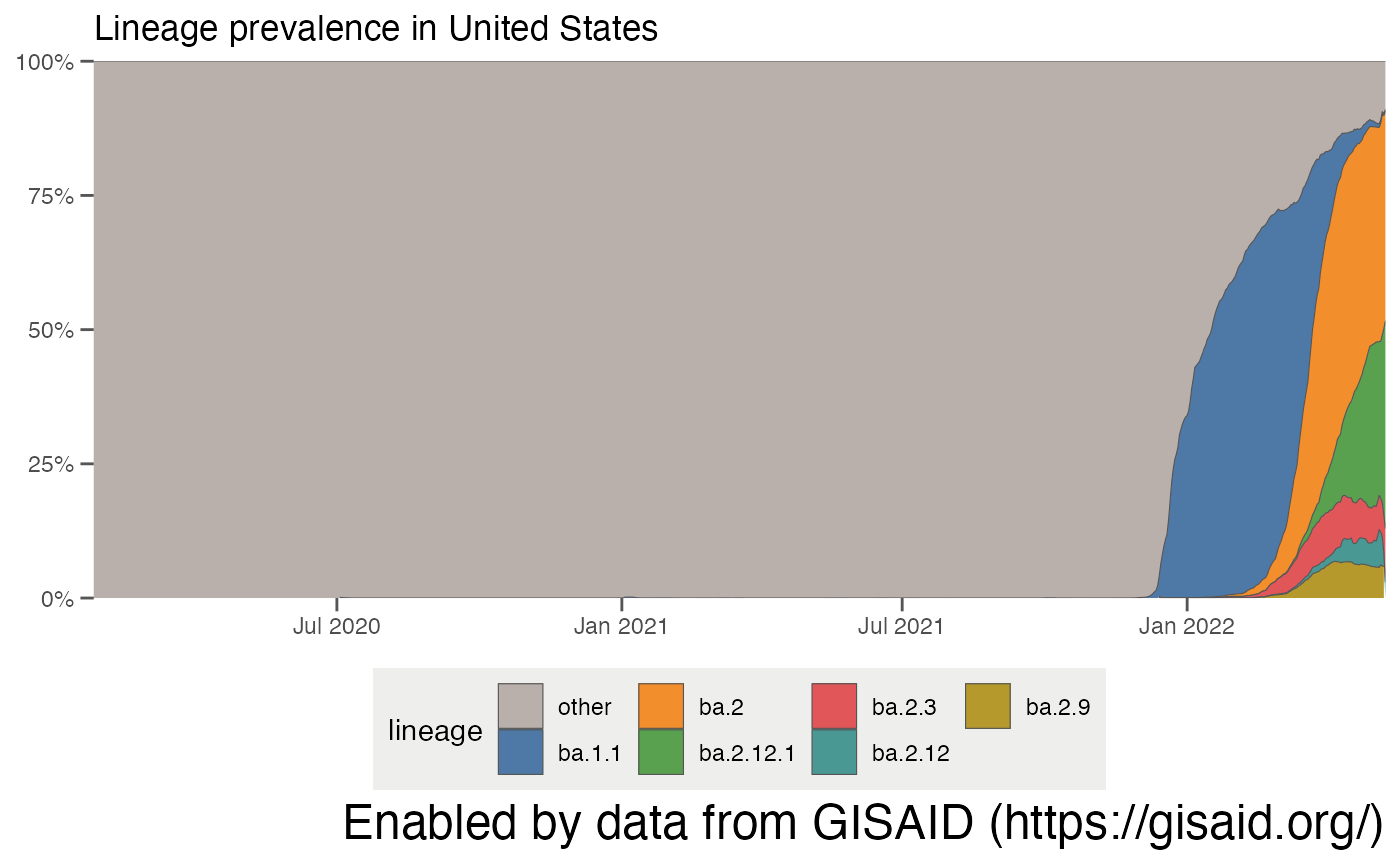 Lineage prevalence in United States
100%
75%
50%
25%
0%
Jul 2020 Jan 2021 Jul 2021 Jan 2022
lineage
other ba.2 ba.2.3 ba.2.9
ba.1.1 ba.2.12.1 ba.2.12
Enabled by data from GISAID (https://gisaid.org/)